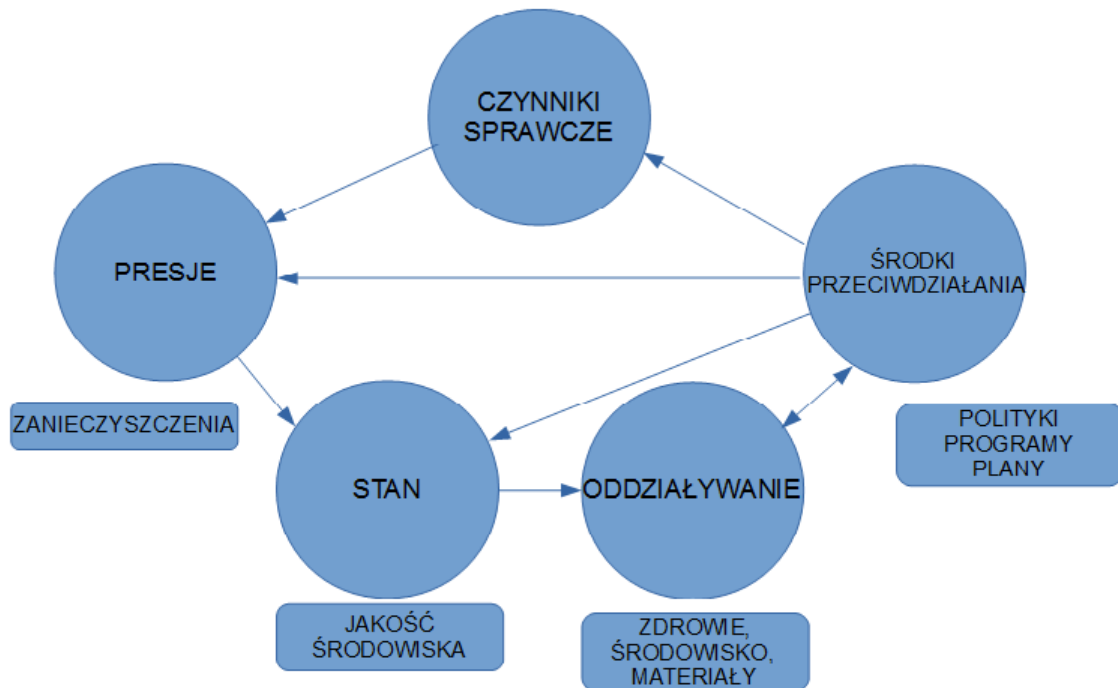 CZYNNIKI
SPRAWCZE
PRESJE
ŚRODKI
PRZECIWDZIAŁANIA
ZANIECZYSZCZENIA
POLITYKI
PROGRAMY
PLANY
STAN
ODDZIAŁYWANIE
JAKOŚĆ
ŚRODOWISKA
ZDROWIE,
ŚRODOWISKO,
MATERIAŁY